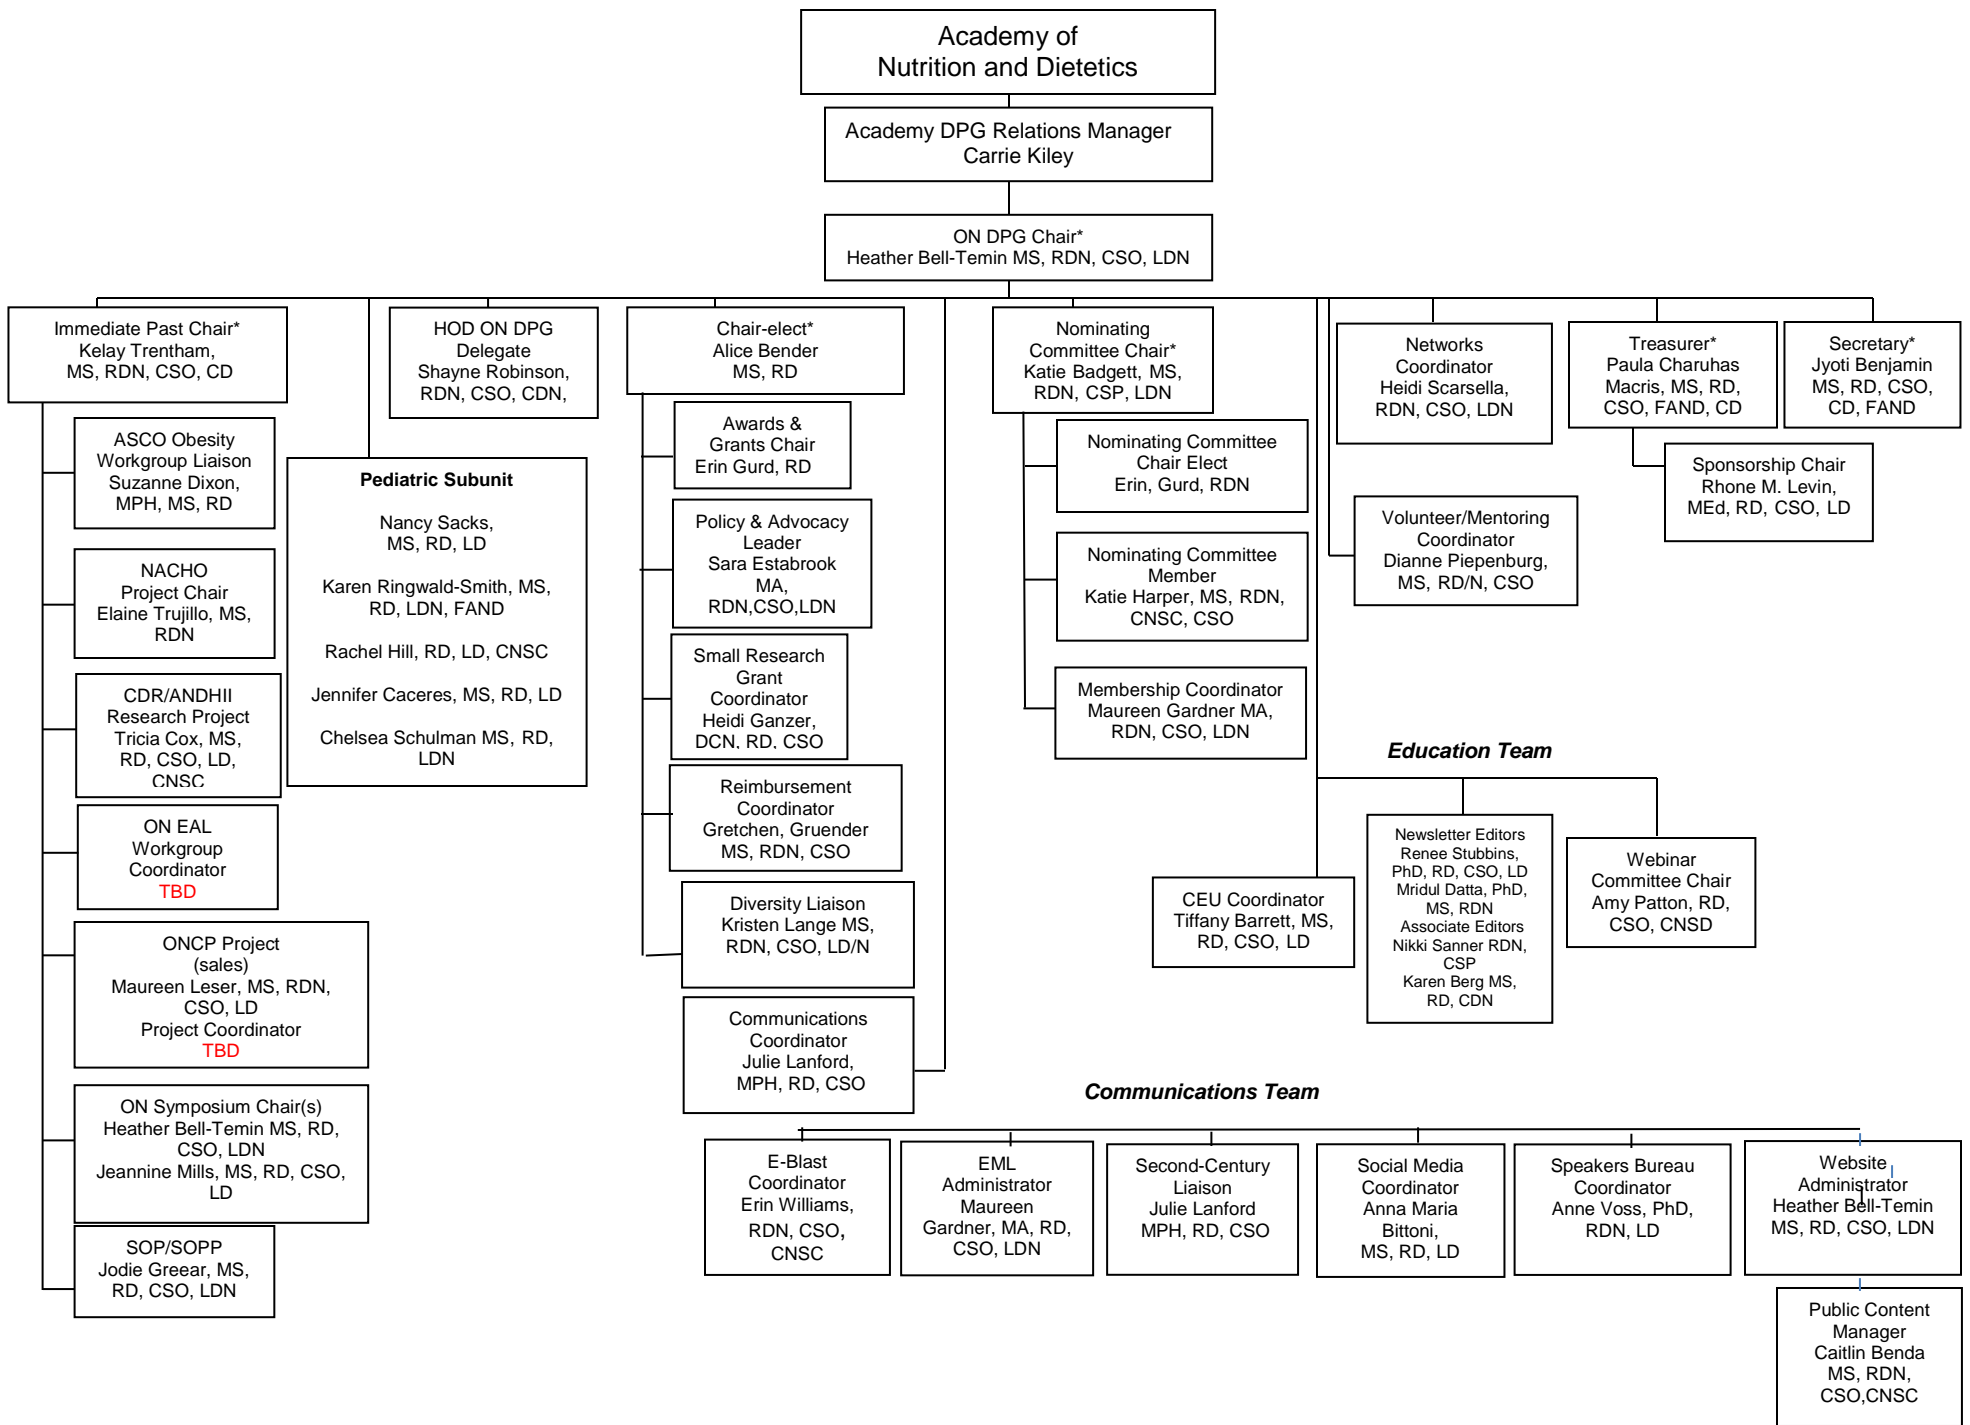 Academy of
Nutrition and Dietetics
Academy DPG Relations Manager
Carrie Kiley
ON DPG Chair*
Heather Bell-Temin MS, RDN, CSO, LDN
Immediate Past Chair*
Kelay Trentham,
MS, RDN, CSO, CD
ASCO Obesity
Workgroup Liaison
Suzanne Dixon,
MPH, MS, RD
NACHO
Project Chair
Elaine Trujillo, MS,
RDN
CDR/ANDHII
Research Project
Tricia Cox, MS,
RD, CSO, LD,
CNSC
ON EAL
Workgroup
Coordinator
TBD
ONCP Project
(sales)
Maureen Leser, MS, RDN,
CSO, LD
Project Coordinator
TBD
ON Symposium Chair(s)
Heather Bell-Temin MS, RD,
CSO, LDN
Jeannine Mills, MS, RD, CSO,
LD
SOP/SOPP
Jodie Greear, MS,
RD, CSO, LDN
Pediatric Subunit
Nancy Sacks,
MS, RD, LD
Karen Ringwald-Smith, MS,
RD, LDN, FAND
Rachel Hill, RD, LD, CNSC
Jennifer Caceres, MS, RD, LD
Chelsea Schulman MS, RD,
LDN
HOD ON DPG
Delegate
Shayne Robinson,
RDN, CSO, CDN,
Chair-elect*
Alice Bender
MS, RD
Awards &
Grants Chair
Erin Gurd, RD
Policy & Advocacy
Leader
Sara Estabrook
MA,
RDN,CSO,LDN
Small Research
Grant
Coordinator
Heidi Ganzer,
DCN, RD, CSO
Reimbursement
Coordinator
Gretchen, Gruender
MS, RDN, CSO
Diversity Liaison
Kristen Lange MS,
RDN, CSO, LD/N
Communications
Coordinator
Julie Lanford,
MPH, RD, CSO
Nominating
Committee Chair*
Katie Badgett, MS,
RDN, CSP, LDN
Nominating Committee
Chair Elect
Erin, Gurd, RDN
Nominating Committee
Member
Katie Harper, MS, RDN,
CNSC, CSO
Membership Coordinator
Maureen Gardner MA,
RDN, CSO, LDN
Networks
Coordinator
Heidi Scarsella,
RDN, CSO, LDN
Volunteer/Mentoring
Coordinator
Dianne Piepenburg,
MS, RD/N, CSO
Treasurer*
Paula Charuhas
Macris, MS, RD,
CSO, FAND, CD
Sponsorship Chair
Rhone M. Levin,
MEd, RD, CSO, LD
Secretary*
Jyoti Benjamin
MS, RD, CSO,
CD, FAND
Education Team
CEU Coordinator
Tiffany Barrett, MS,
RD, CSO, LD
Newsletter Editors
Renee Stubbins,
PhD, RD, CSO, LD
Mridul Datta, PhD,
MS, RDN
Associate Editors
Nikki Sanner RDN,
CSP
Karen Berg MS,
RD, CDN
Webinar
Committee Chair
Amy Patton, RD,
CSO, CNSD
Communications Team
E-Blast
Coordinator
Erin Williams,
RDN, CSO,
CNSC
EML
Administrator
Maureen
Gardner, MA, RD,
CSO, LDN
Second-Century
Liaison
Julie Lanford
MPH, RD, CSO
Social Media
Coordinator
Anna Maria
Bittoni,
MS, RD, LD
Speakers Bureau
Coordinator
Anne Voss, PhD,
RDN, LD
Website
Administrator
Heather Bell-Temin
MS, RD, CSO, LDN
Public Content
Manager
Caitlin Benda
MS, RDN,
CSO,CNSC